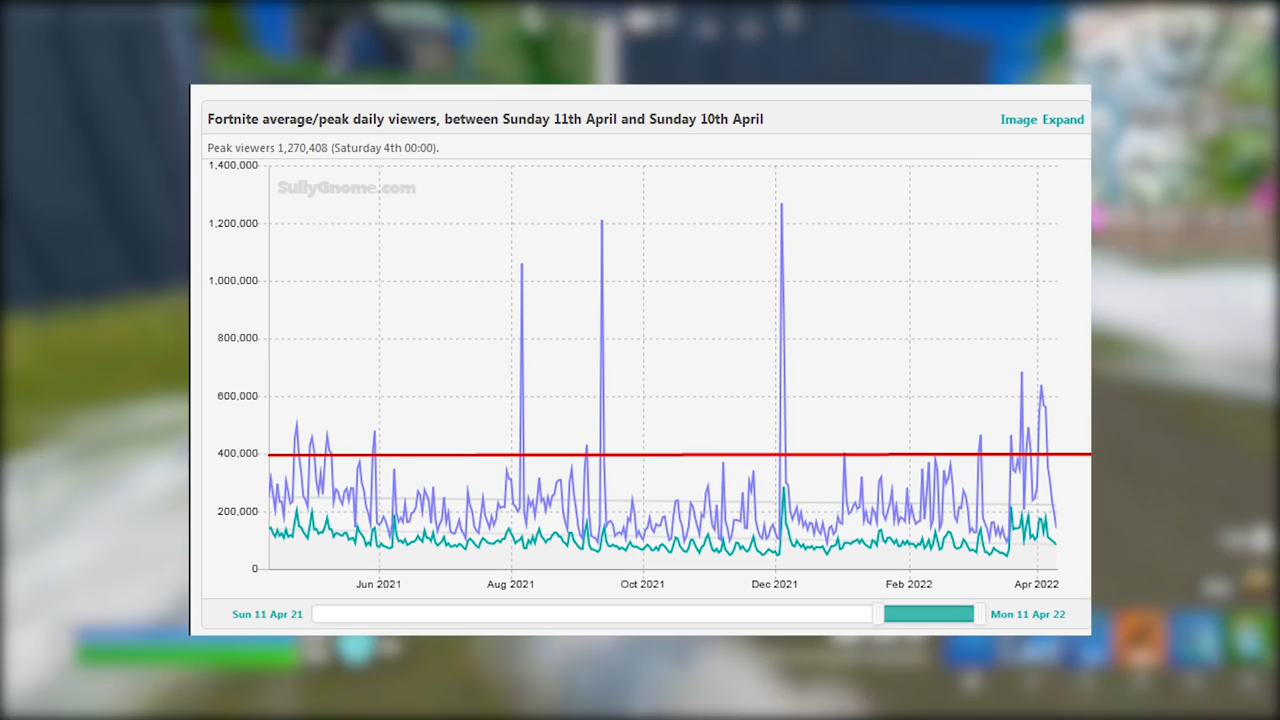 Fortnite average/peak daily viewers, between Sunday 11th April and Sunday 10th April
Image Expand
Peak viewers 1,270,408 (Saturday 4th 00:00).
1,400,000
SullyGnome.com
1,200,000
1,000,000
800,000
600,000
400,000
200,000
0
Jun 2021 Aug 2021 Oct 2021 Dec 2021 Feb 2022 Apr 2022
Sun 11 Apr 21 Mon 11 Apr 22